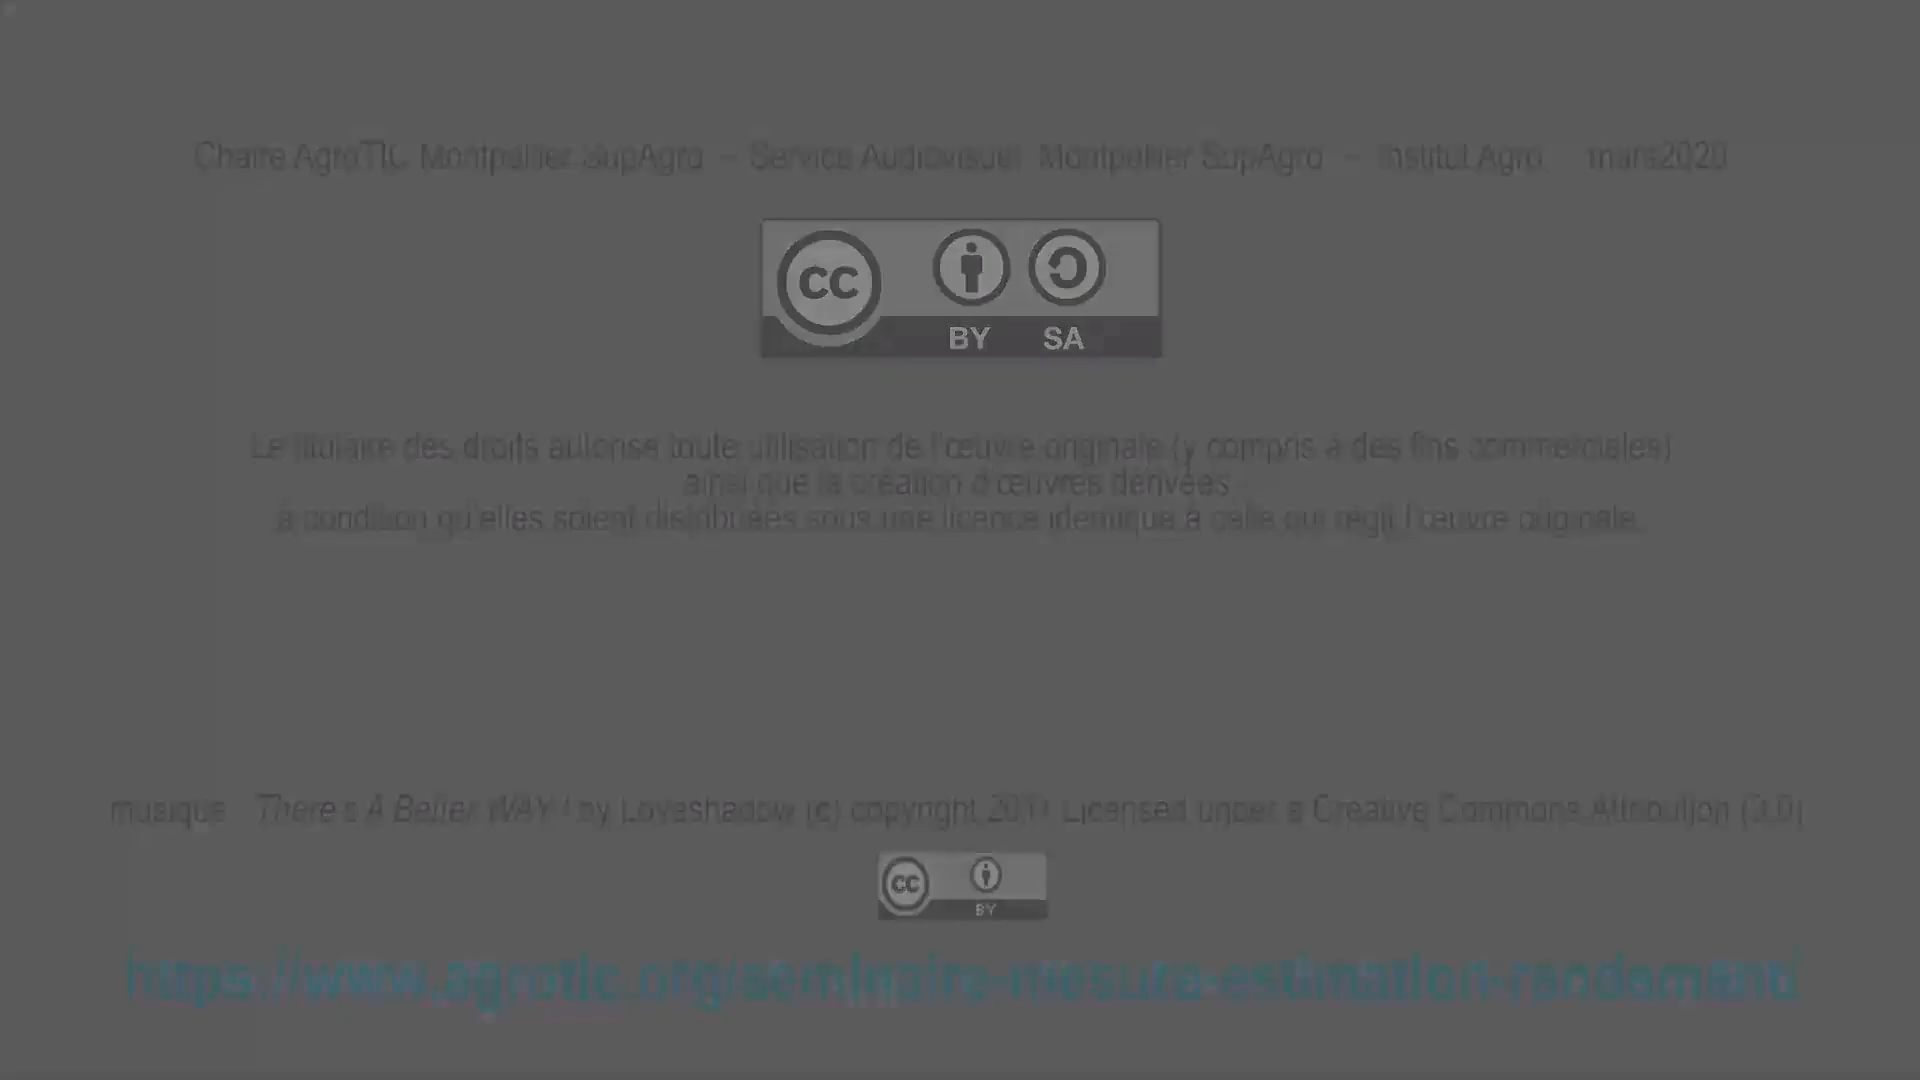 Chaire AgroTIC Montpellier SupAgro - Service Audiovisuel Montpellier SupAgro - Institut Agro mars2020
CC
BY SA
Le titulaire des droits autorise toute utilisation de l'œuvre originale (y compris à des fins commerciales)
ainsi que la création d'œuvres dérivées
à condition qu'elles soient distribuées sous une licence identique à celle qui régit l'œuvre originale.
musique There's A Better WAY ! by Loveshadow (c) copyright 2011 Licensed under a Creative Commons Attribution (3.0)
CC
BY
https://www.agrotic.org/seminaire-mesure-estimation-rendement/